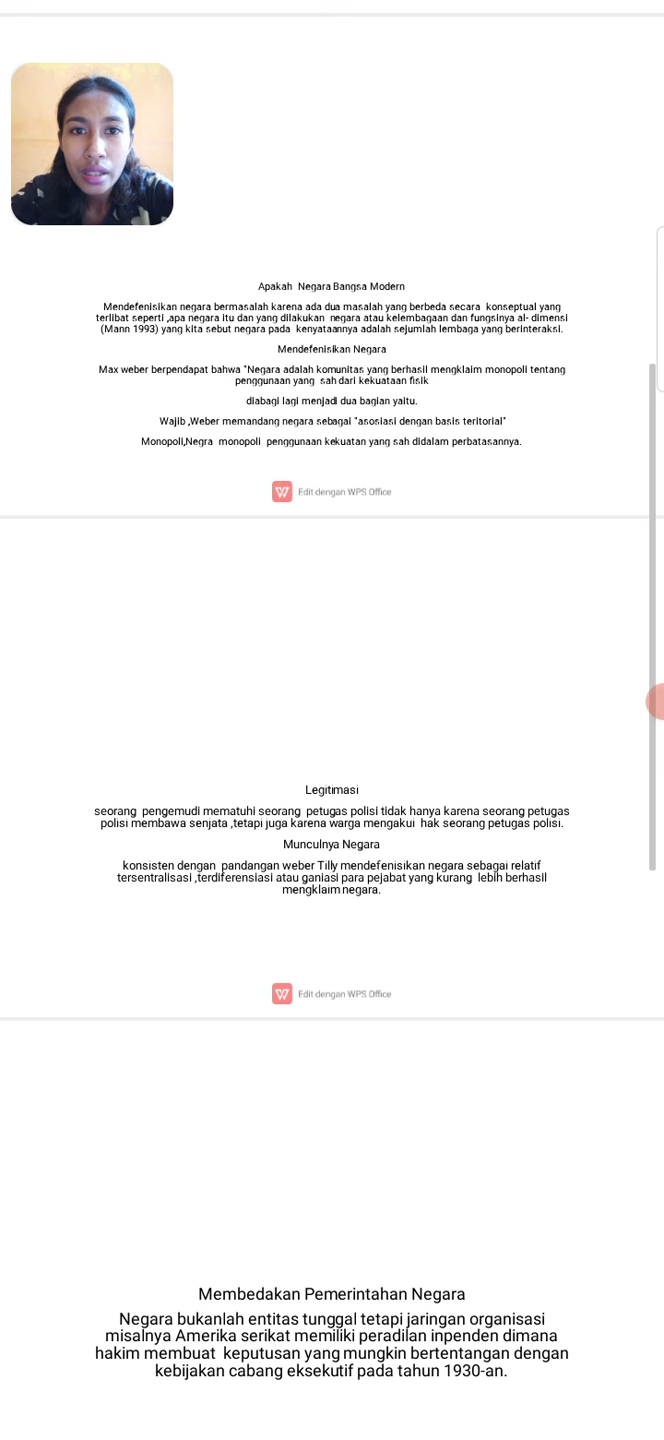 Apakah Negara Bangsa Modern
Mendefenisikan negara bermasalah karena ada dua masalah yang berbeda secara konseptual yang
terlibat seperti ,apa negara itu dan yang dilakukan negara atau kelembagaan dan fungsinya al- dimensi
(Mann 1993) yang kita sebut negara pada kenyataannya adalah sejumlah lembaga yang berinteraksi.
Mendefenisikan Negara
Max weber berpendapat bahwa "Negara adalah komunitas yang berhasil mengklaim monopoli tentang
penggunaan yang sah dari kekuataan fisik
diabagi lagi menjadi dua bagian yaitu.
Wajib ,Weber memandang negara sebagai "asosiasi dengan basis teritorial"
Monopoli,Negra monopoli penggunaan kekuatan yang sah didalam perbatasannya.
Edit dengan WPS Office
Legitimasi
seorang pengemudi mematuhi seorang petugas polisi tidak hanya karena seorang petugas
polisi membawa senjata ,tetapi juga karena warga mengakui hak seorang petugas polisi.
Munculnya Negara
konsisten dengan pandangan weber Tilly mendefenisikan negara sebagai relatif
tersentralisasi ,terdiferensiasi atau ganiasi para pejabat yang kurang lebih berhasil
mengklaim negara.
Edit dengan WPS Office
Membedakan Pemerintahan Negara
Negara bukanlah entitas tunggal tetapi jaringan organisasi
misalnya Amerika serikat memiliki peradilan inpenden dimana
hakim membuat keputusan yang mungkin bertentangan dengan
kebijakan cabang eksekutif pada tahun 1930-an.